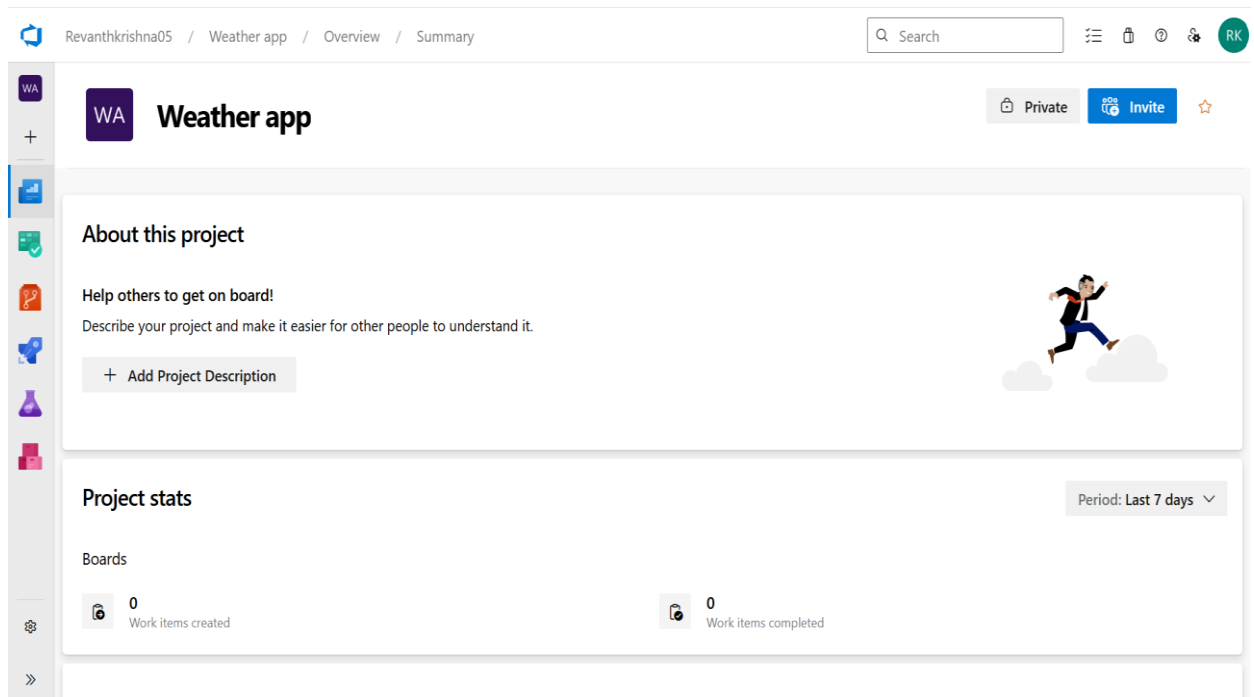 Revanthkrishna05 / Weather app / Overview / Summary
Search
RK
WA
WA
Weather app
Private
Invite
About this project
Help others to get on board!
Describe your project and make it easier for other people to understand it.
+ Add Project Description
Project stats
Period: Last 7 days
Boards
0
Work items created
0
Work items completed